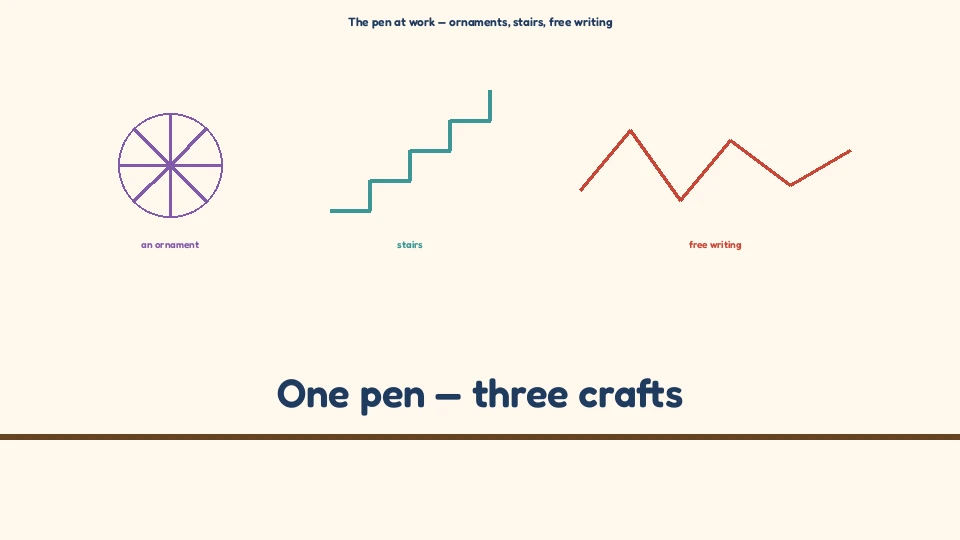 The pen at work — ornaments, stairs, free writing
an ornament
stairs
free writing
One pen — three crafts